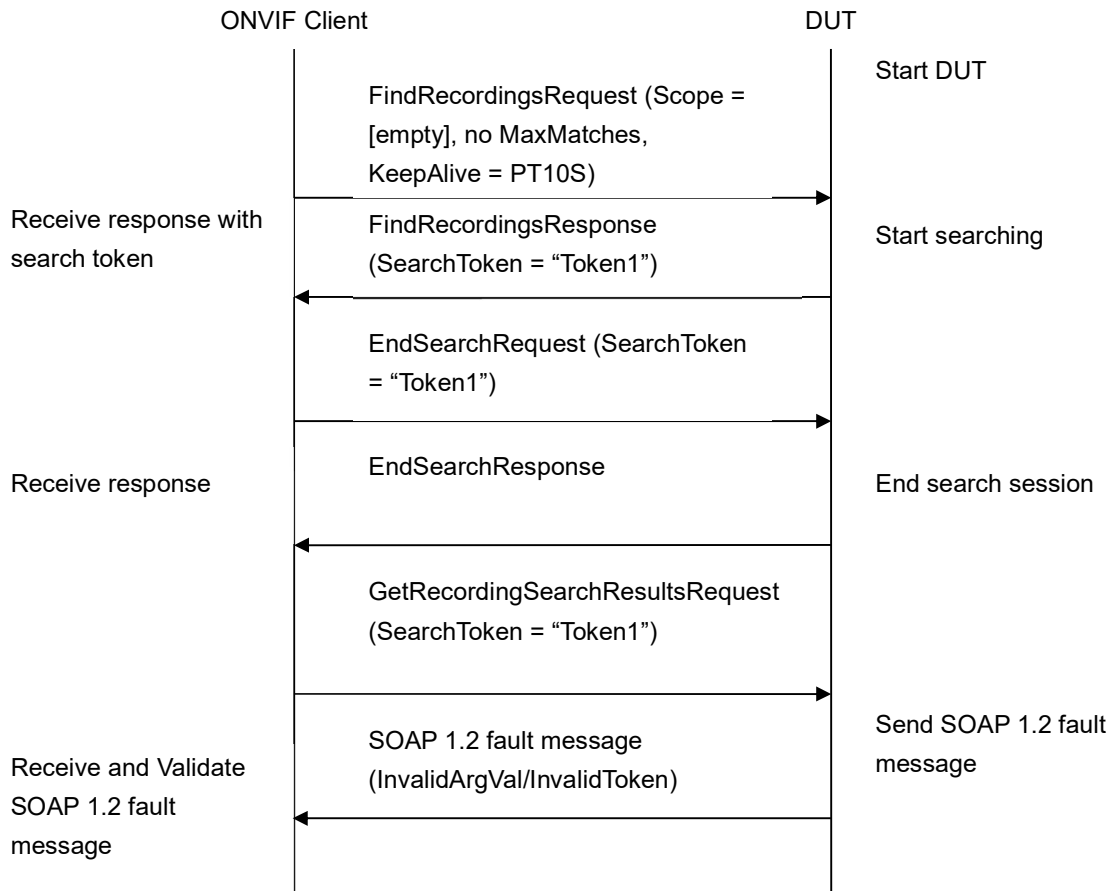 ONVIF Client
DUT
Start DUT
FindRecordingsRequest (Scope =
[empty], no MaxMatches,
KeepAlive = PT10S)
Receive response with
search token
FindRecordingsResponse
(SearchToken = “Token1”)
Start searching
EndSearchRequest (SearchToken
= “Token1”)
Receive response
EndSearchResponse
End search session
GetRecordingSearchResultsRequest
(SearchToken = “Token1”)
Send SOAP 1.2 fault
message
SOAP 1.2 fault message
(InvalidArgVal/InvalidToken)
Receive and Validate
SOAP 1.2 fault
message